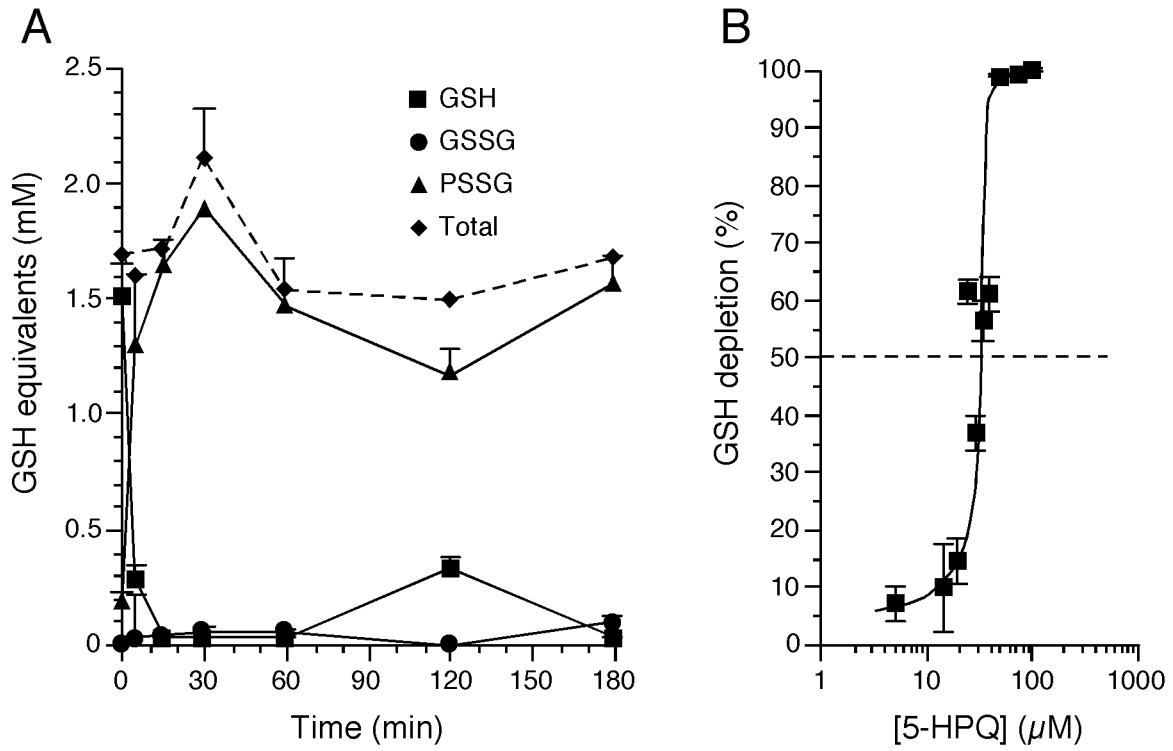 A
GSH equivalents (mM)
2.5
2.0
1.5
1.0
0.5
0
GSH
GSSG
PSSG
Total
0 30 60 90 120 150 180
Time (min)
B
GSH depletion (%)
100
90
80
70
60
50
40
30
20
10
0
1 10 100 1000
[5-HPQ] (µM)